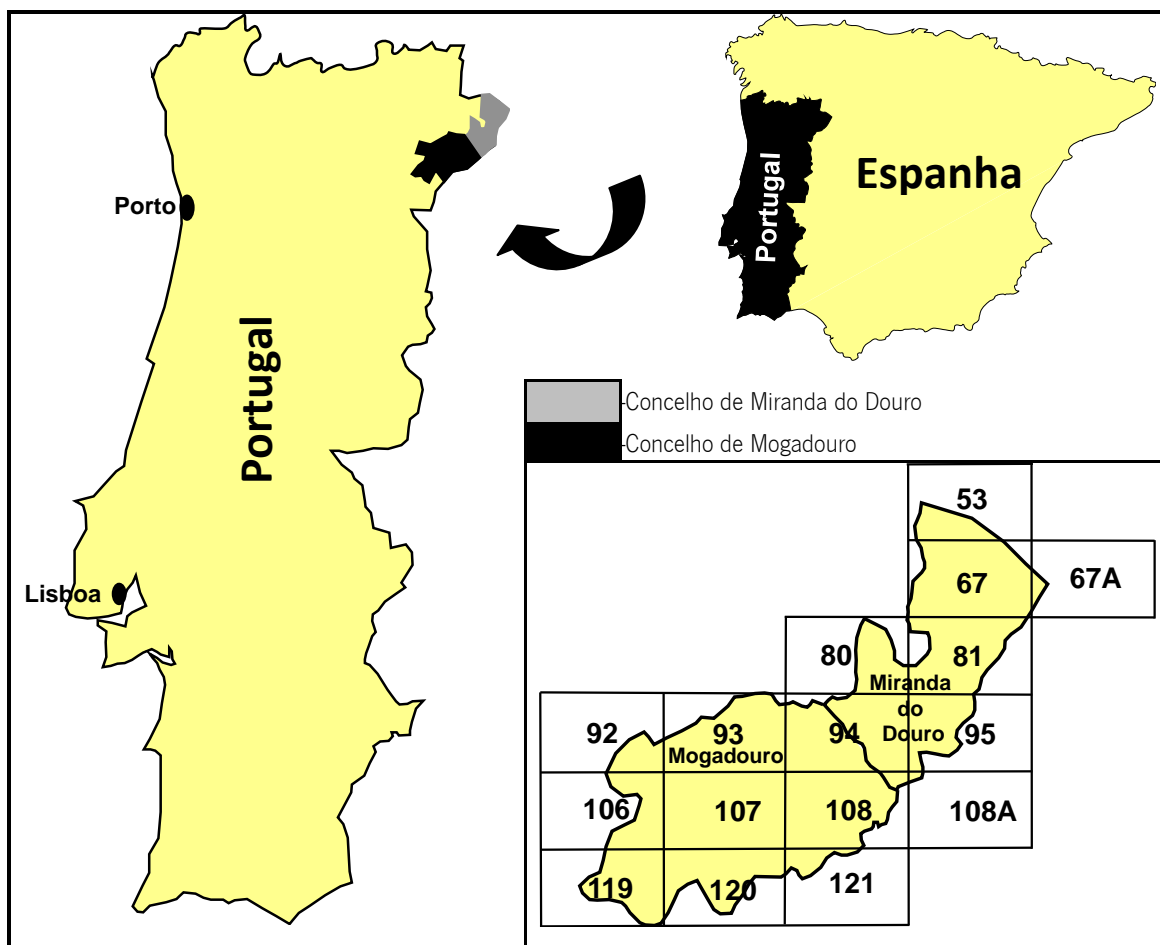 Porto
Portugal
Lisboa
Portugal
Espanha
-Concelho de Miranda do Douro
-Concelho de Mogadouro
53
67
67A
80
81
Miranda
do
Douro
92
93
94
95
Mogadouro
106
107
108
108A
119
120
121